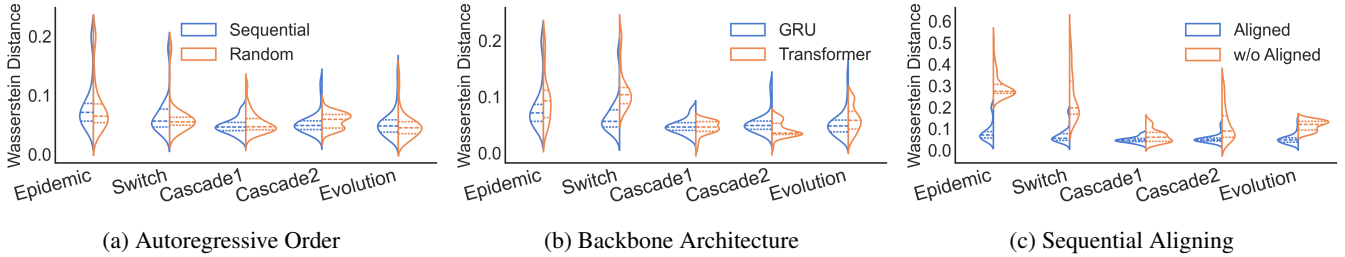 Wasserstein Distance
0.2
0.1
0.0
Sequential
Random
Epidemic
Switch
Cascade1
Cascade2
Evolution
(a) Autoregressive Order
Wasserstein Distance
0.2
0.1
0.0
GRU
Transformer
Epidemic
Switch
Cascade1
Cascade2
Evolution
(b) Backbone Architecture
Wasserstein Distance
0.6
0.5
0.4
0.3
0.2
0.1
0.0
Aligned
w/o Aligned
Epidemic
Switch
Cascade1
Cascade2
Evolution
(c) Sequential Aligning